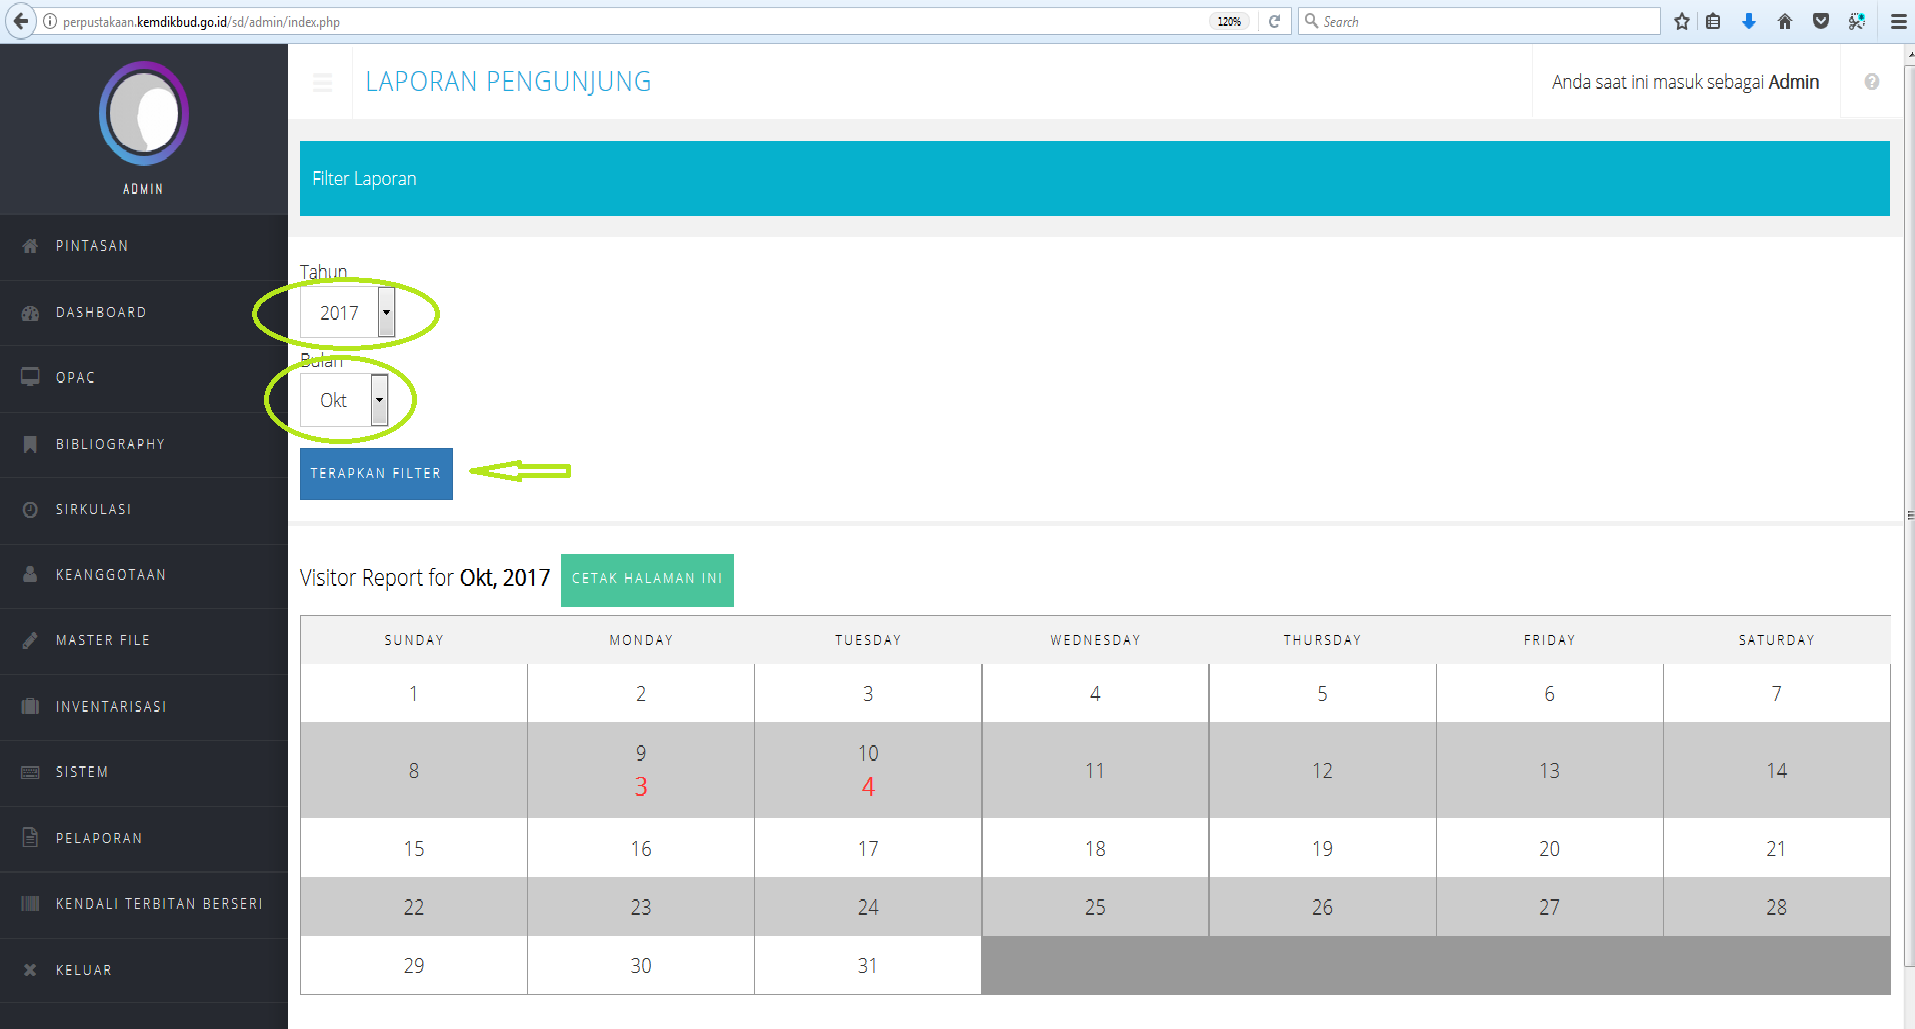 perpustakaan.kemdikbud.go.id/sd/admin/index.php
120%
Search
ADMIN
PINTASAN
DASHBOARD
OPAC
BIBLIOGRAPHY
SIRKULASI
KEANGGOTAAN
MASTER FILE
INVENTARISASI
SISTEM
PELAPORAN
KENDALI TERBITAN BERSERI
KELUAR
LAPORAN PENGUNJUNG
Anda saat ini masuk sebagai Admin
Filter Laporan
Tahun
2017
Bulan
Okt
TERAPKAN FILTER
Visitor Report for Okt, 2017
CETAK HALAMAN INI
SUNDAY MONDAY TUESDAY WEDNESDAY THURSDAY FRIDAY SATURDAY
1 2 3 4 5 6 7
8 9 10 11 12 13 14
3 4
15 16 17 18 19 20 21
22 23 24 25 26 27 28
29 30 31